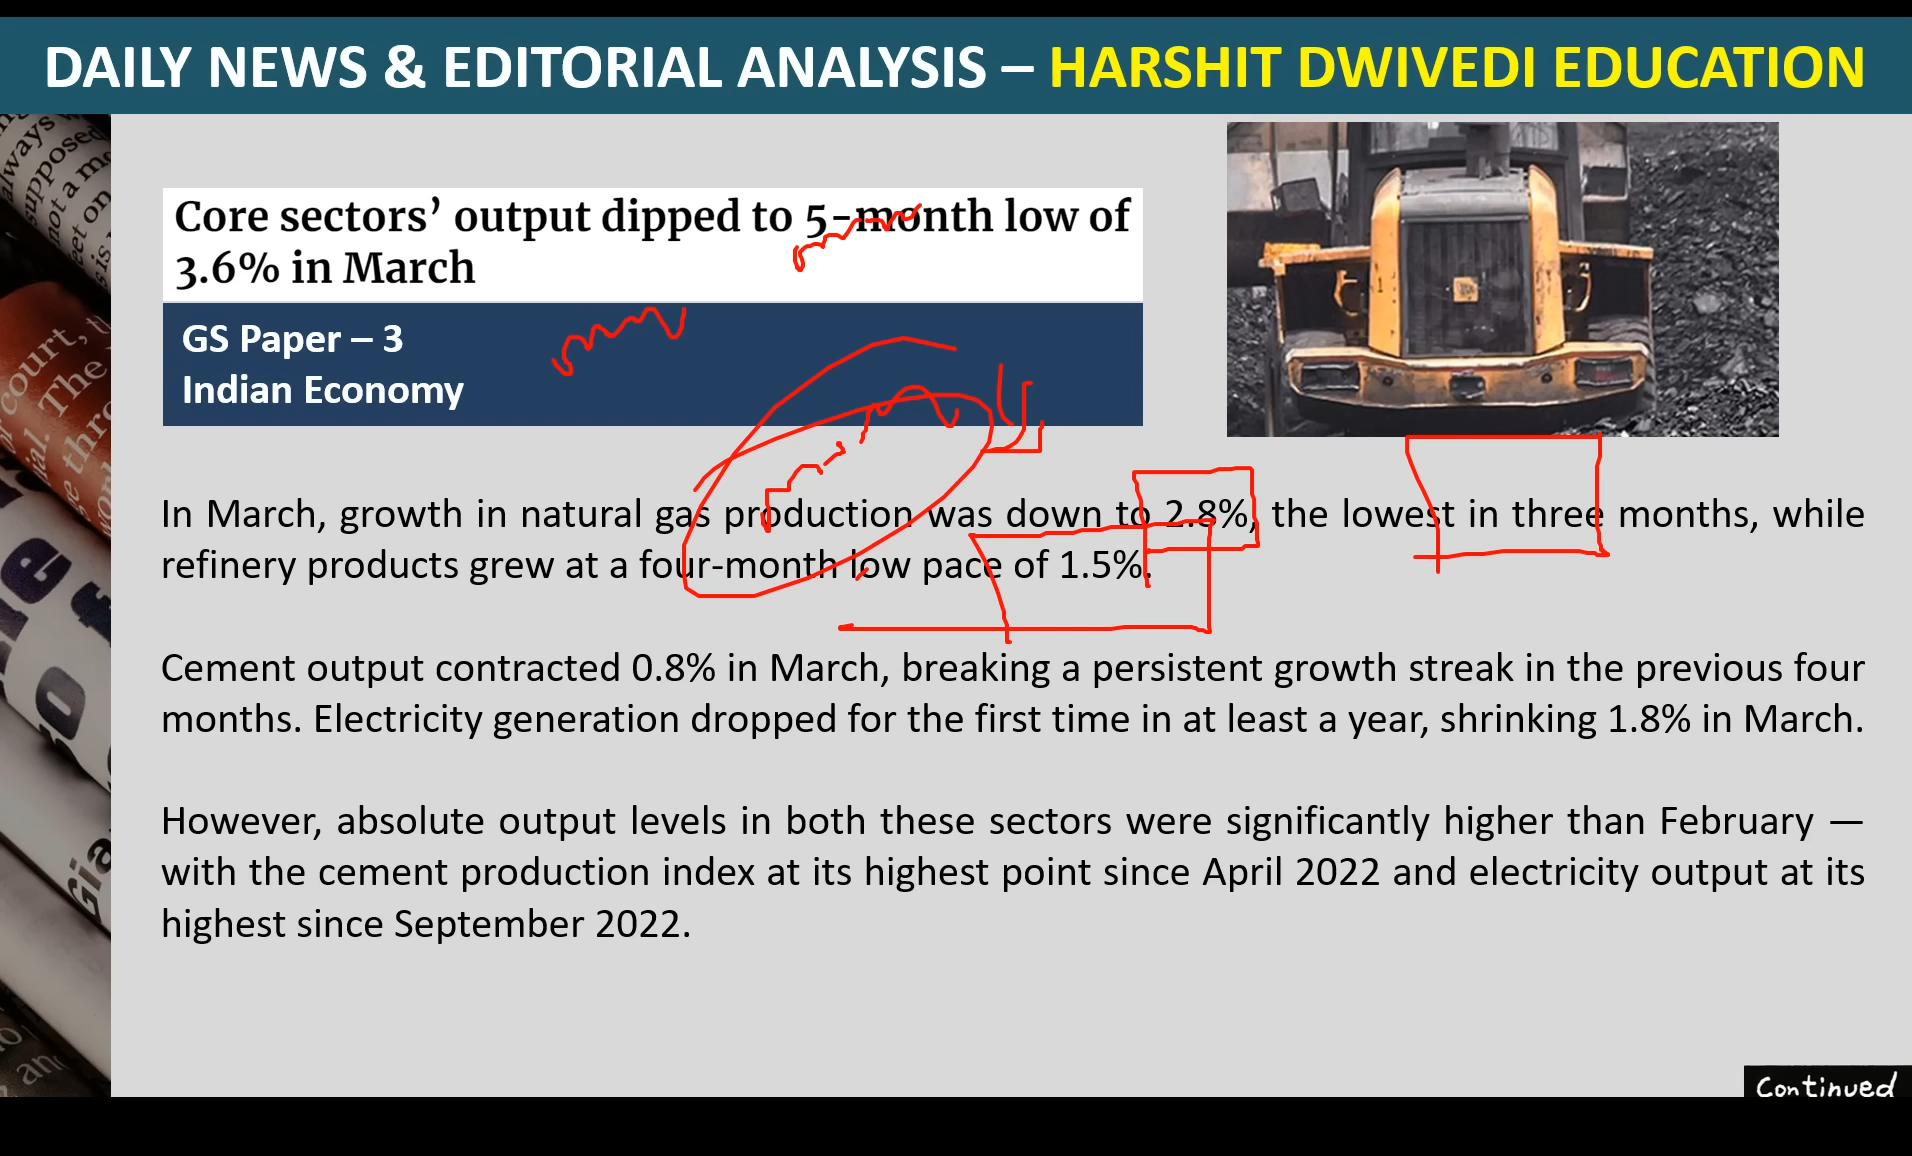 DAILY NEWS & EDITORIAL ANALYSIS – HARSHIT DWIVEDI EDUCATION
Core sectors’ output dipped to 5-month low of
3.6% in March
GS Paper – 3
Indian Economy
In March, growth in natural gas production was down to 2.8%, the lowest in three months, while
refinery products grew at a four-month low pace of 1.5%.
Cement output contracted 0.8% in March, breaking a persistent growth streak in the previous four
months. Electricity generation dropped for the first time in at least a year, shrinking 1.8% in March.
However, absolute output levels in both these sectors were significantly higher than February —
with the cement production index at its highest point since April 2022 and electricity output at its
highest since September 2022.
Continued